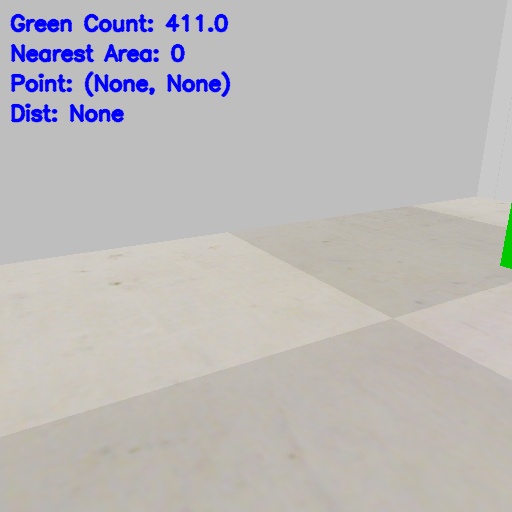 Green Count: 411.0
Nearest Area: 0
Point: (None, None)
Dist: None